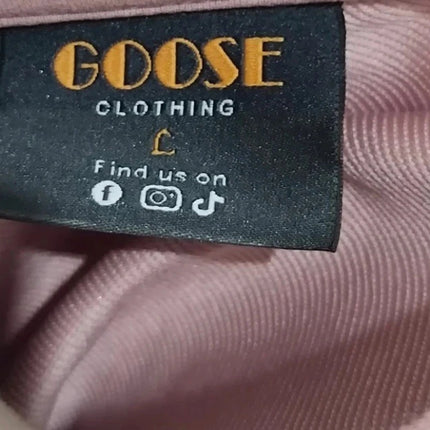 GOOSE
CLOTHING
L
Find us on